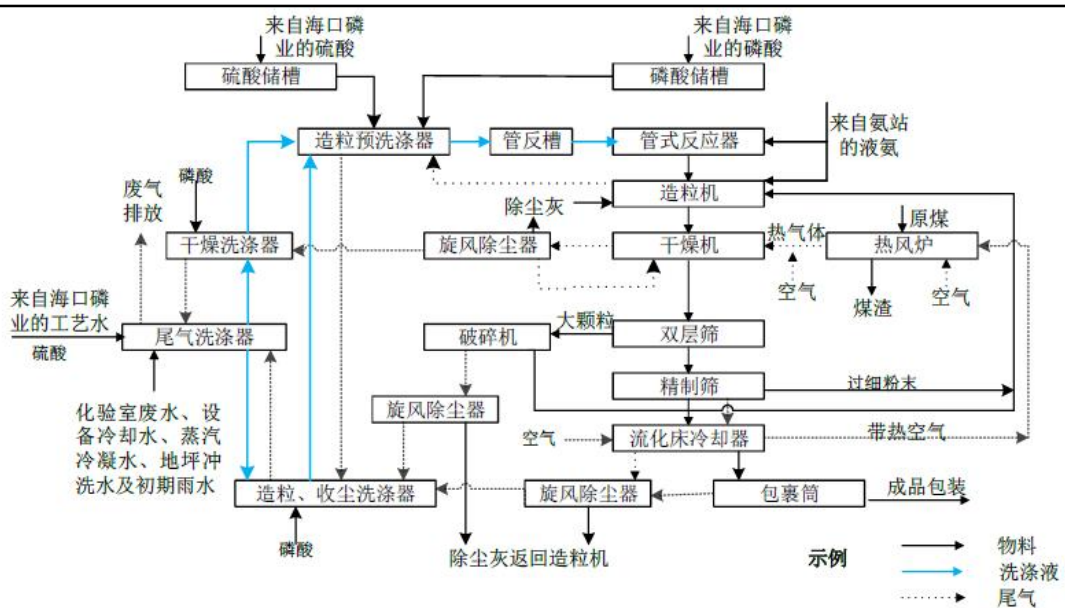 来自海口磷
业的硫酸
来自海口磷
业的磷酸
硫酸储槽
磷酸储槽
造粒预洗涤器
管反槽
管式反应器
来自氨站
的液氨
磷酸
废气
排放
造粒机
除尘灰
原煤
干燥洗涤器
旋风除尘器
干燥机
热气体
热风炉
空气
煤渣
空气
来自海口磷
业的工艺水
硫酸
尾气洗涤器
破碎机
大颗粒
双层筛
精制筛
过细粉末
化验室废水、设
备冷却水、蒸汽
冷凝水、地坪冲
洗水及初期雨水
旋风除尘器
空气
流化床冷却器
带热空气
造粒、收尘洗涤器
旋风除尘器
包裹筒
成品包装
磷酸
除尘灰返回造粒机
示例
物料
洗涤液
尾气